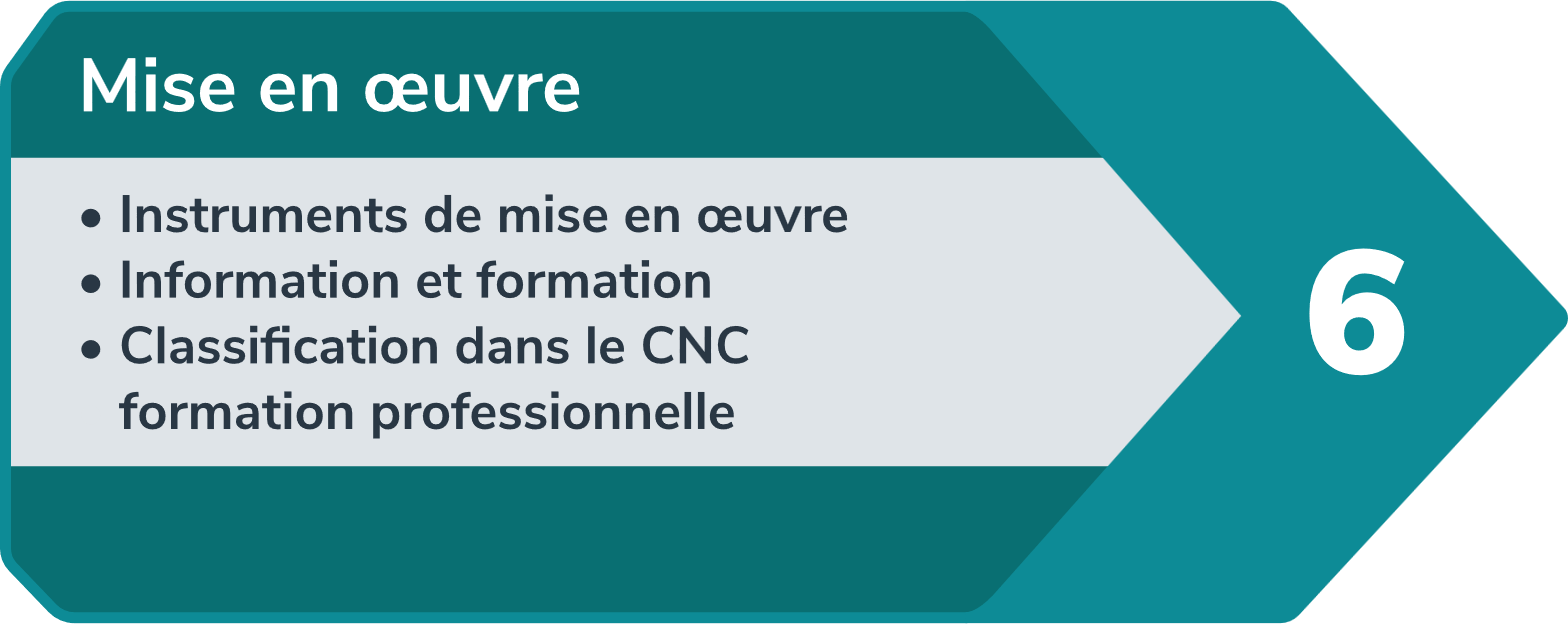 Mise en œuvre
• Instruments de mise en œuvre
• Information et formation
• Classification dans le CNC
formation professionnelle
6